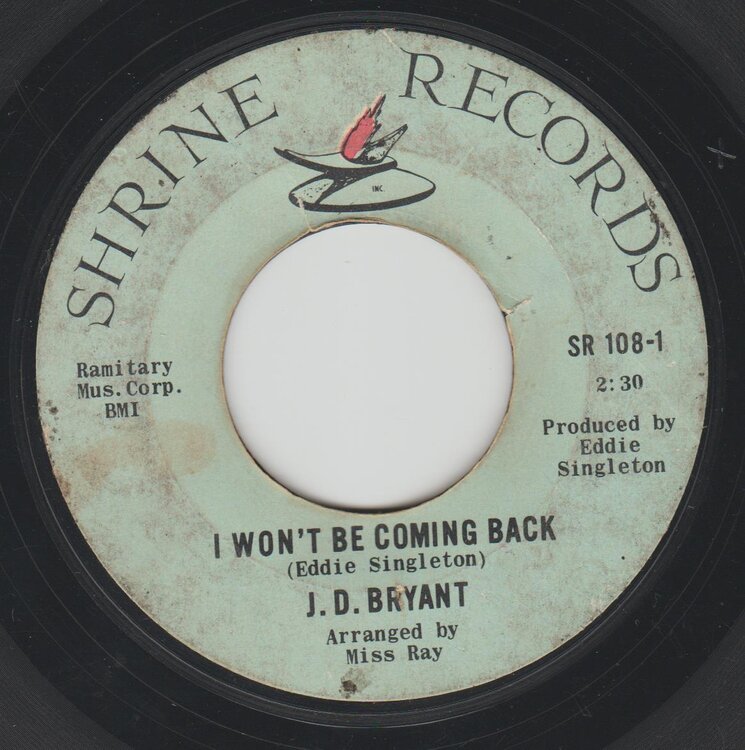 SHRINE RECORDS
INC.
SR 108-1
2:30
Ramitary
Mus. Corp.
BMI
Produced by
Eddie
Singleton
I WON'T BE COMING BACK
(Eddie Singleton)
J. D. BRYANT
Arranged by
Miss Ray